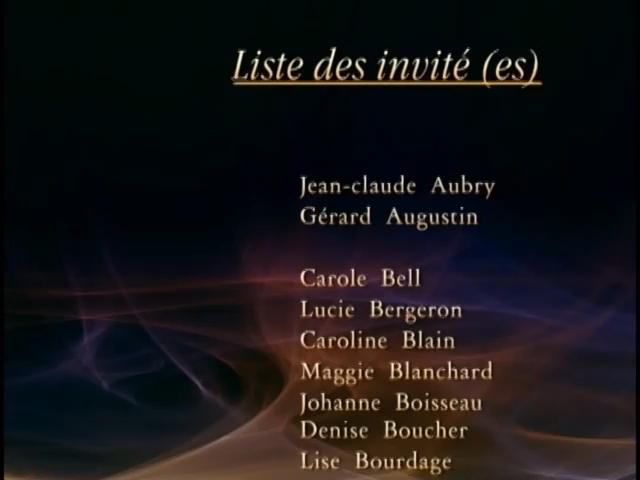 Liste des invité (es)
Jean-claude Aubry
Gérard Augustin
Carole Bell
Lucie Bergeron
Caroline Blain
Maggie Blanchard
Johanne Boisseau
Denise Boucher
Lise Bourdage